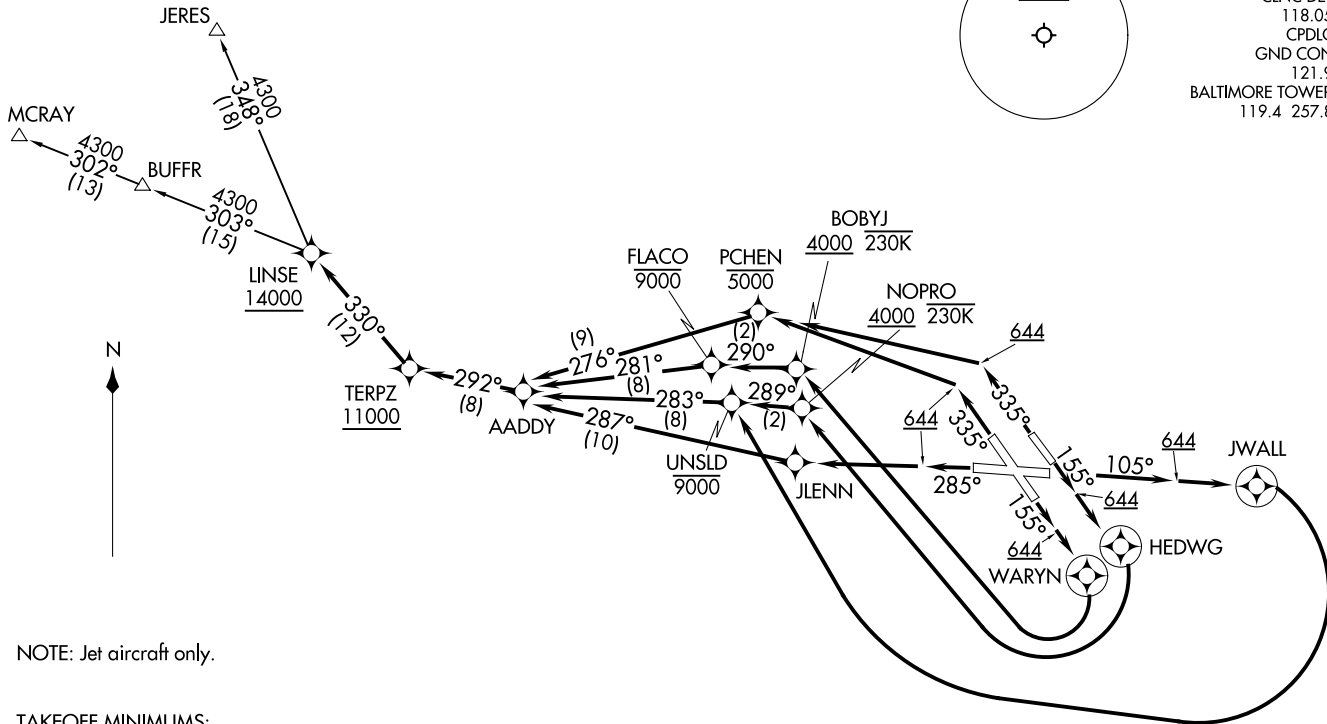 JERES
4300
348°
(18)
MCRAY
4300
302°
(13)
BUFFR
4300
303°
(15)
118.05
GND CON
121.9
BALTIMORE TOWER
119.4 257.8
LINSE
14000
330°
(12)
TERPZ
11000
292°
(8)
AADDY
N
FLACO
9000
PCHEN
5000
BOBYJ
4000 230K
NOPRO
4000 230K
(9)
276°
(2)
290°
281°
(8)
289°
(2)
283°
(8)
287°
(10)
UNSLD
9000
JLENN
644
335°
644
335°
285°
155°
644
155°
644
105°
644
JWALL
HEDWG
WARYN
NOTE: Jet aircraft only.
TAKEOFF MINIMUMS: